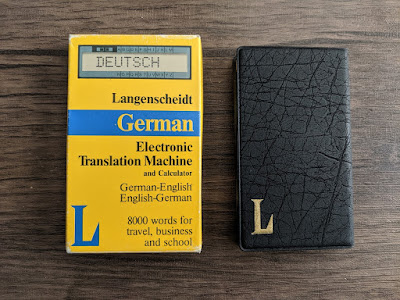 DEUTSCH
Langenscheidt
German
Electronic
Translation Machine
and Calculator
German-English
English-German
8000 words for
travel, business
and school
L
L